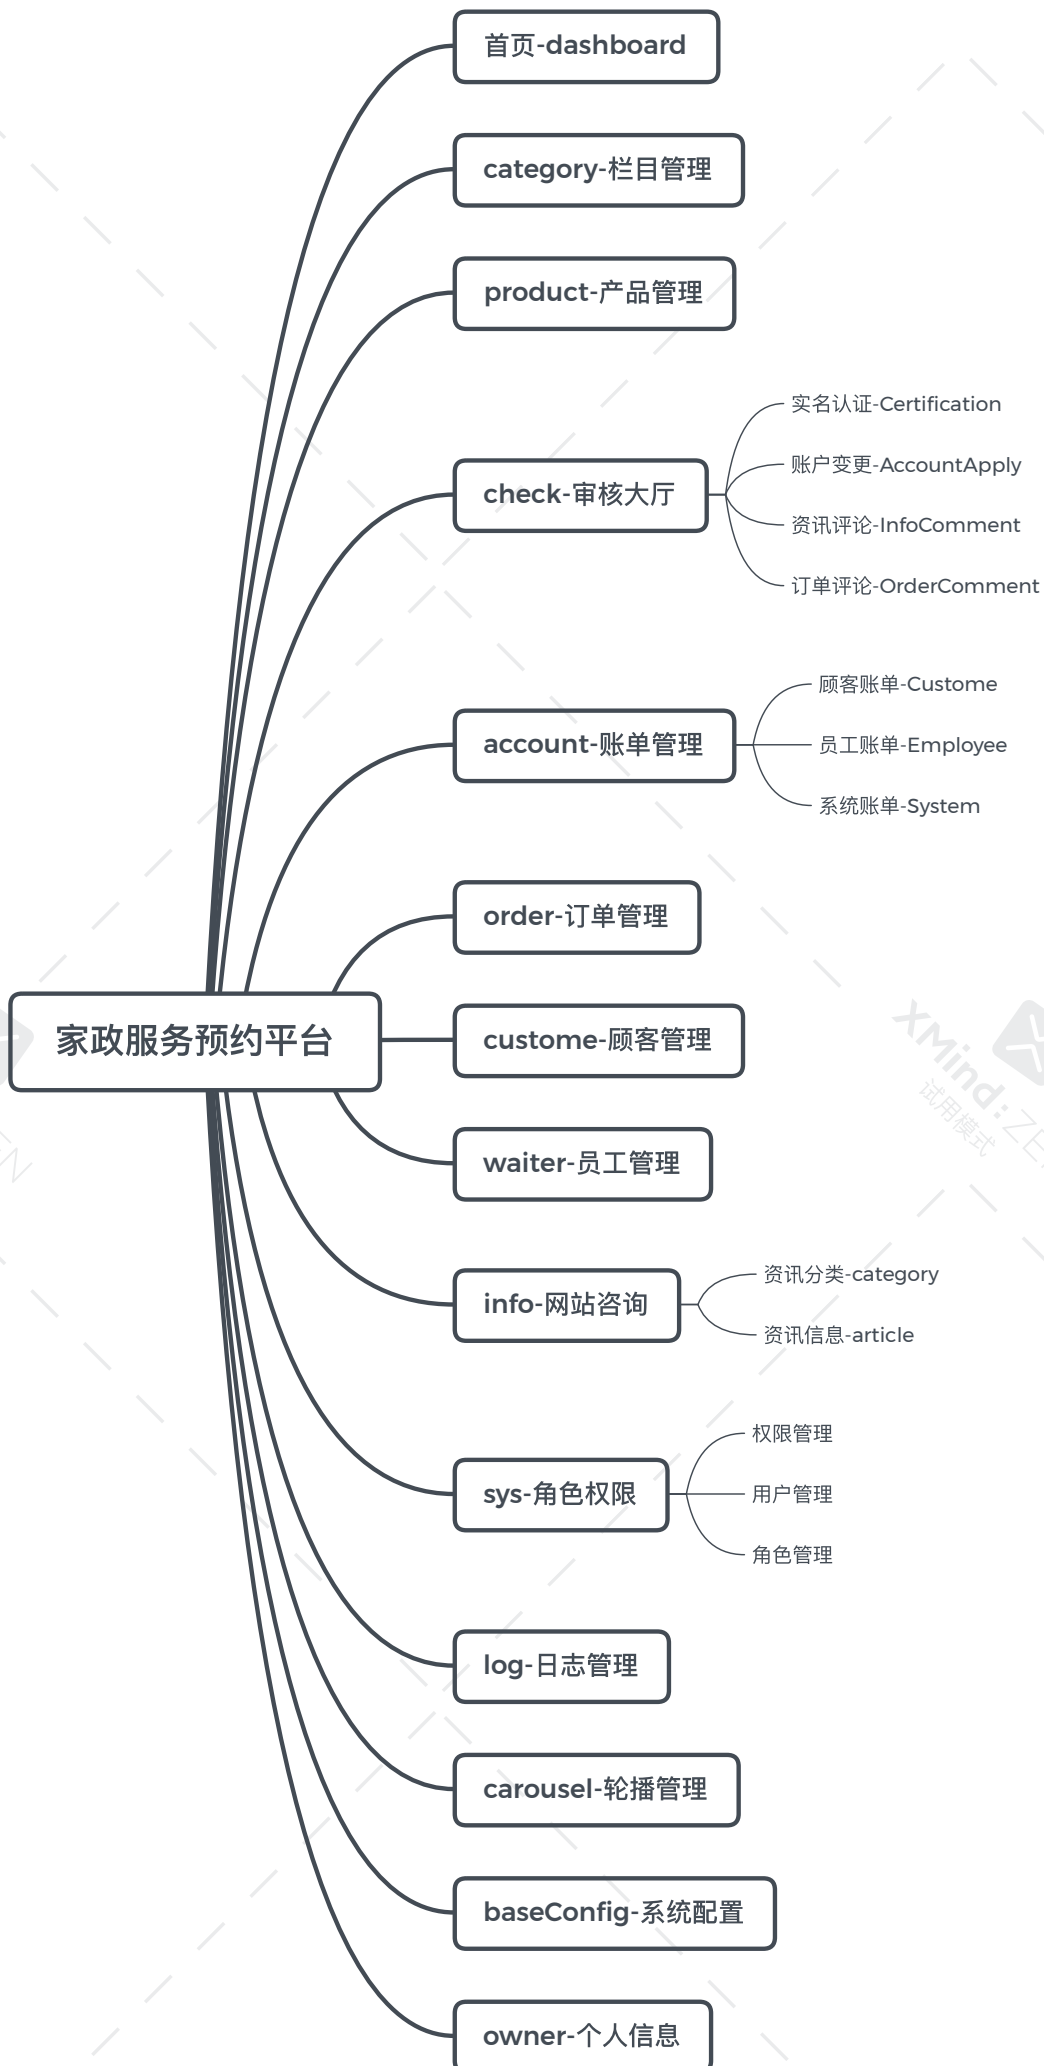 首页-dashboard
category-栏目管理
product-产品管理
check-审核大厅
实名认证-Certification
账户变更-AccountApply
资讯评论-InfoComment
订单评论-OrderComment
account-账单管理
顾客账单-Custome
员工账单-Employee
系统账单-System
order-订单管理
家政服务预约平台
custome-顾客管理
waiter-员工管理
info-网站咨询
资讯分类-category
资讯信息-article
sys-角色权限
权限管理
用户管理
角色管理
log-日志管理
carousel-轮播管理
baseConfig-系统配置
owner-个人信息
XMind:ZE
试用模式